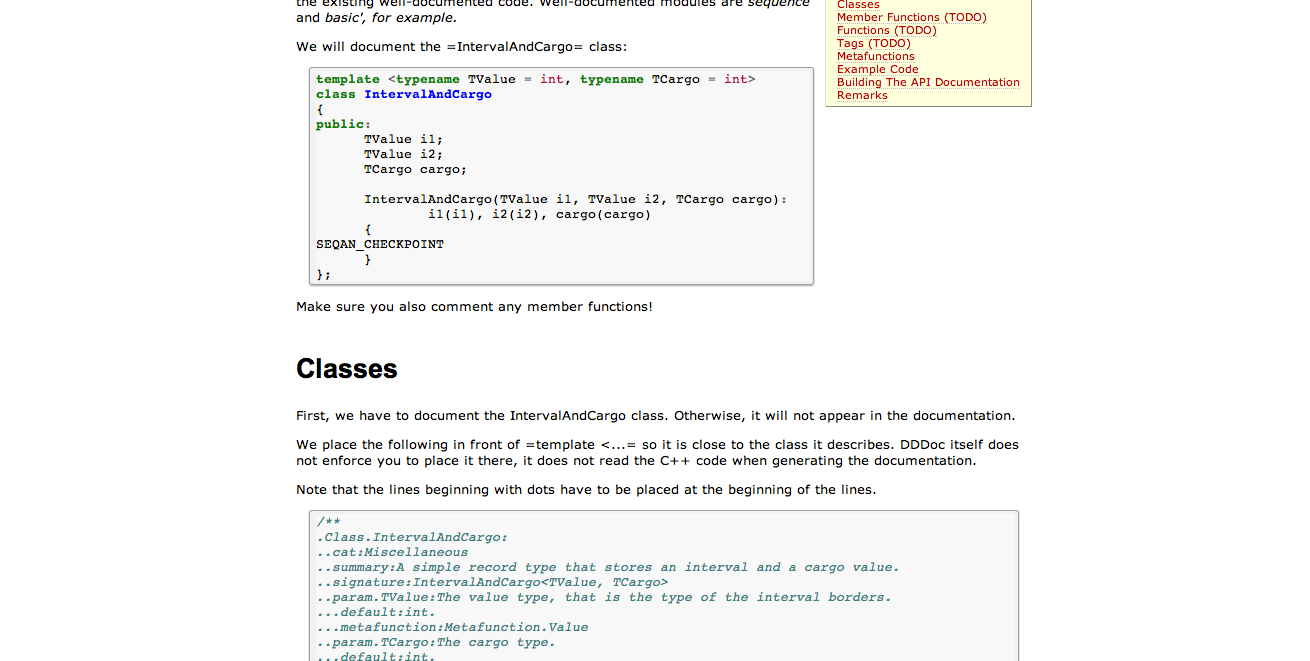 the existing well-documented code. Well-documented modules are sequence
and basic', for example.
We will document the =IntervalAndCargo= class:
template <typename TValue = int, typename TCargo = int>
class IntervalAndCargo
{
public:
TValue i1;
TValue i2;
TCargo cargo;
IntervalAndCargo(TValue i1, TValue i2, TCargo cargo):
i1(i1), i2(i2), cargo(cargo)
{
SEQAN_CHECKPOINT
}
};
Make sure you also comment any member functions!
Classes
Member Functions (TODO)
Functions (TODO)
Tags (TODO)
Metafunctions
Example Code
Building The API Documentation
Remarks
Classes
First, we have to document the IntervalAndCargo class. Otherwise, it will not appear in the documentation.
We place the following in front of =template <...= so it is close to the class it describes. DDDoc itself does
not enforce you to place it there, it does not read the C++ code when generating the documentation.
Note that the lines beginning with dots have to be placed at the beginning of the lines.
/**
.Class.IntervalAndCargo:
..cat:Miscellaneous
..summary:A simple record type that stores an interval and a cargo value.
..signature:IntervalAndCargo<TValue, TCargo>
..param.TValue:The value type, that is the type of the interval borders.
...default:int.
...metafunction:Metafunction.Value
..param.TCargo:The cargo type.
...default:int.